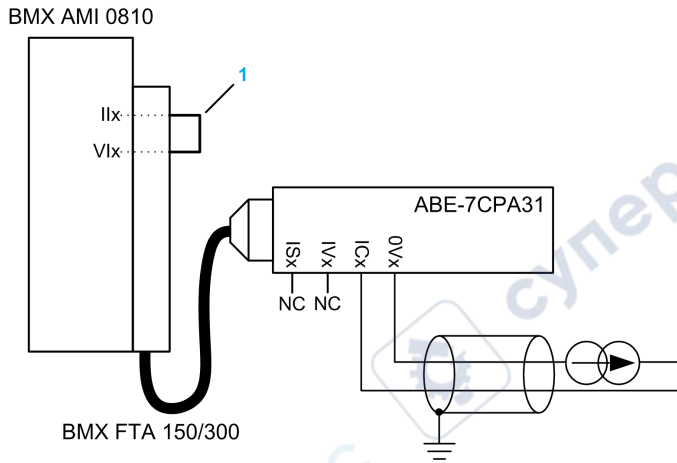 BMX AMI 0810
1
IIx
VIx
ABE-7CPA31
ISx
IVx
ICx
0Vx
NC NC
BMX FTA 150/300
супер